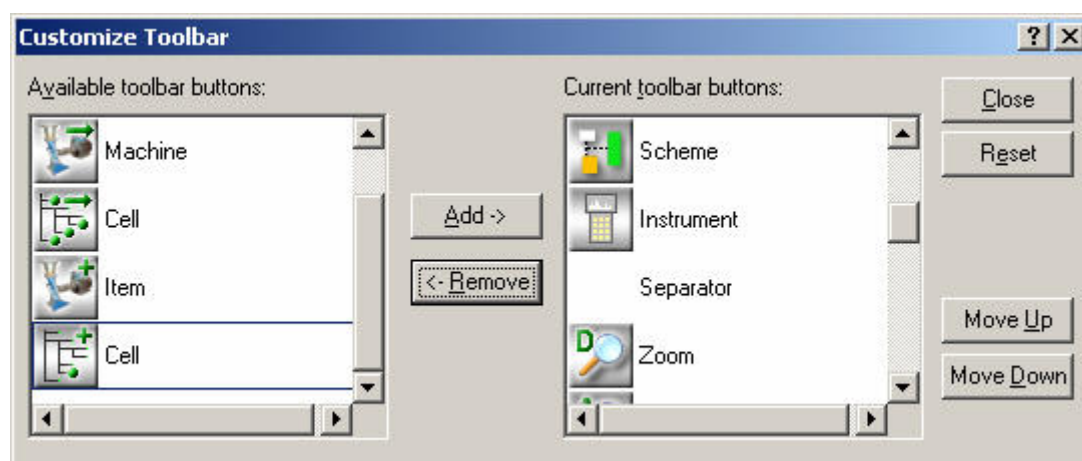 Customize Toolbar
Available toolbar buttons:
Machine
Cell
Item
Cell
Add ->
<- Remove
Current toolbar buttons:
Scheme
Instrument
Separator
D
Zoom
Close
Reset
Move Up
Move Down